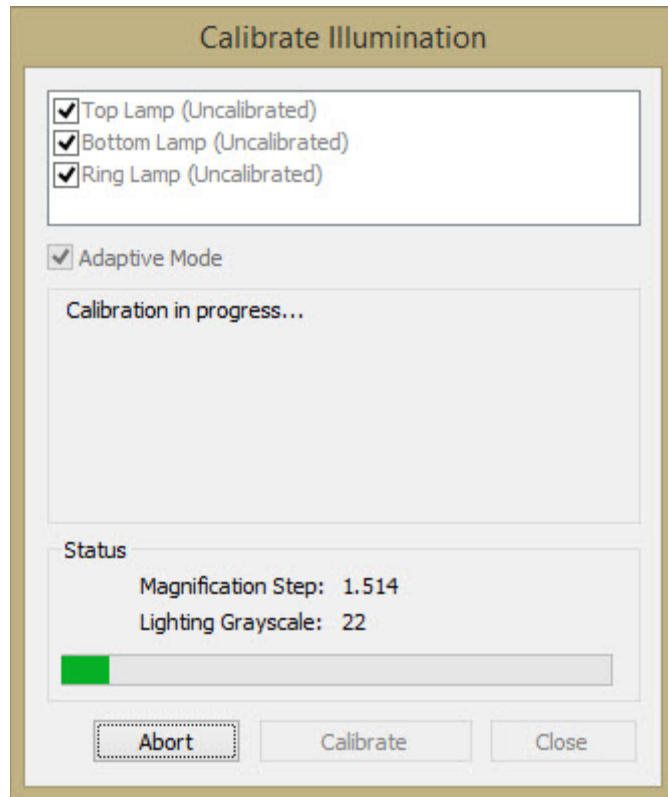 Calibrate Illumination
Top Lamp (Uncalibrated)
Bottom Lamp (Uncalibrated)
Ring Lamp (Uncalibrated)
Adaptive Mode
Calibration in progress...
Status
Magnification Step: 1.514
Lighting Grayscale: 22
Abort Calibrate Close